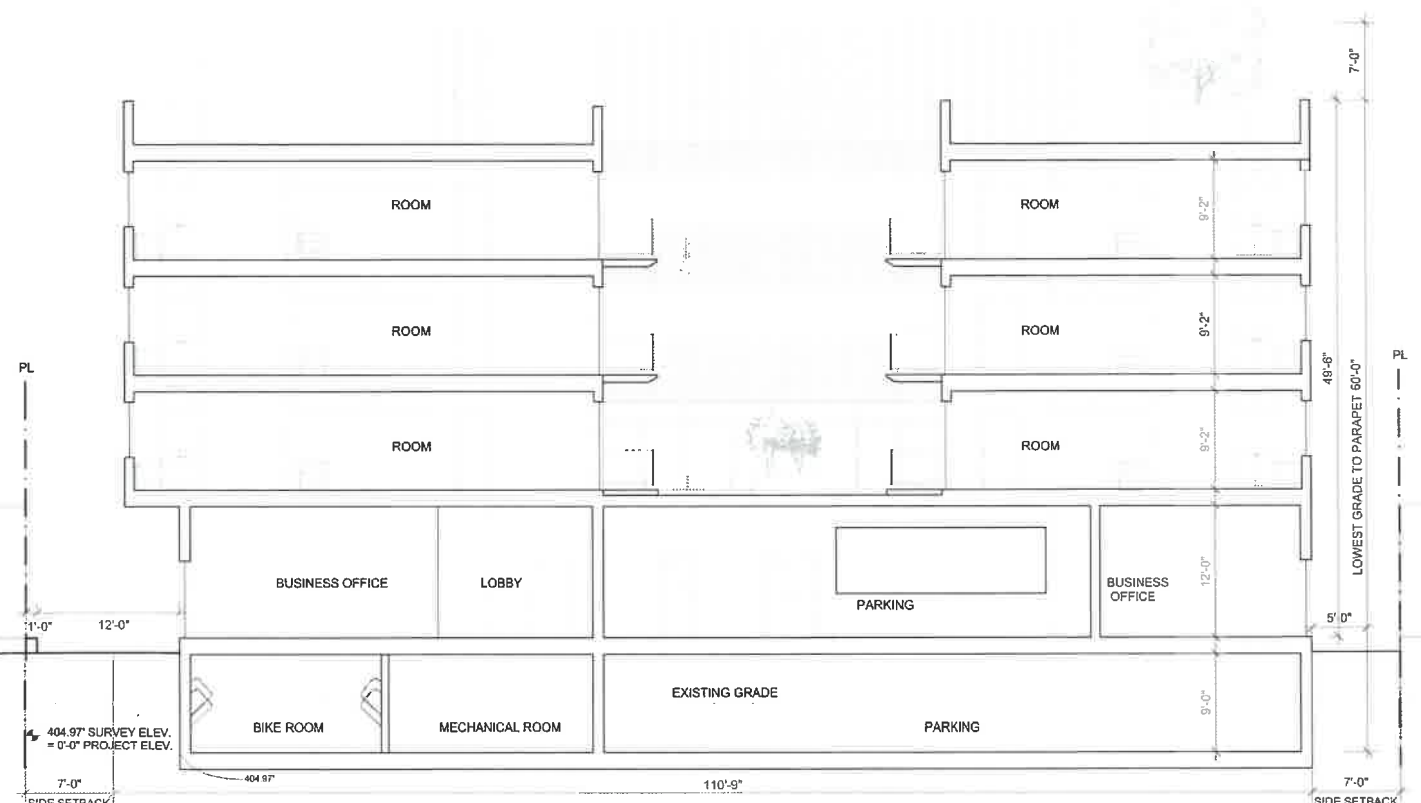 7'-0"
ROOM
ROOM
9'-2"
ROOM
ROOM
9'-2"
PL
PL
49'-6"
LOWEST GRADE TO PARAPET 60'-0"
ROOM
ROOM
9'-2"
BUSINESS OFFICE
LOBBY
PARKING
BUSINESS
OFFICE
12'-0"
1'-0"
12'-0"
5'-0"
EXISTING GRADE
9'-0"
BIKE ROOM
MECHANICAL ROOM
PARKING
404.97' SURVEY ELEV.
= 0'-0" PROJECT ELEV.
404.97'
7'-0"
110'-9"
7'-0"
SIDE SETBACK
SIDE SETBACK